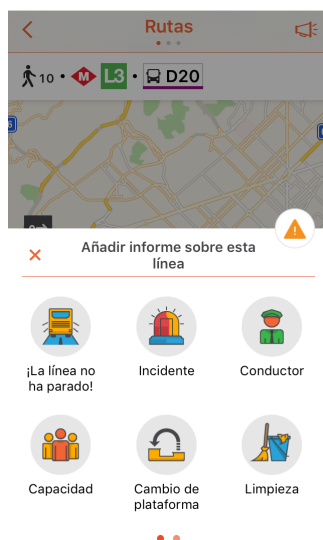 Rutas
10 • M L3 • D20
Añadir informe sobre esta
línea
¡La línea no
ha parado!
Incidente
Conductor
Capacidad
Cambio de
plataforma
Limpieza